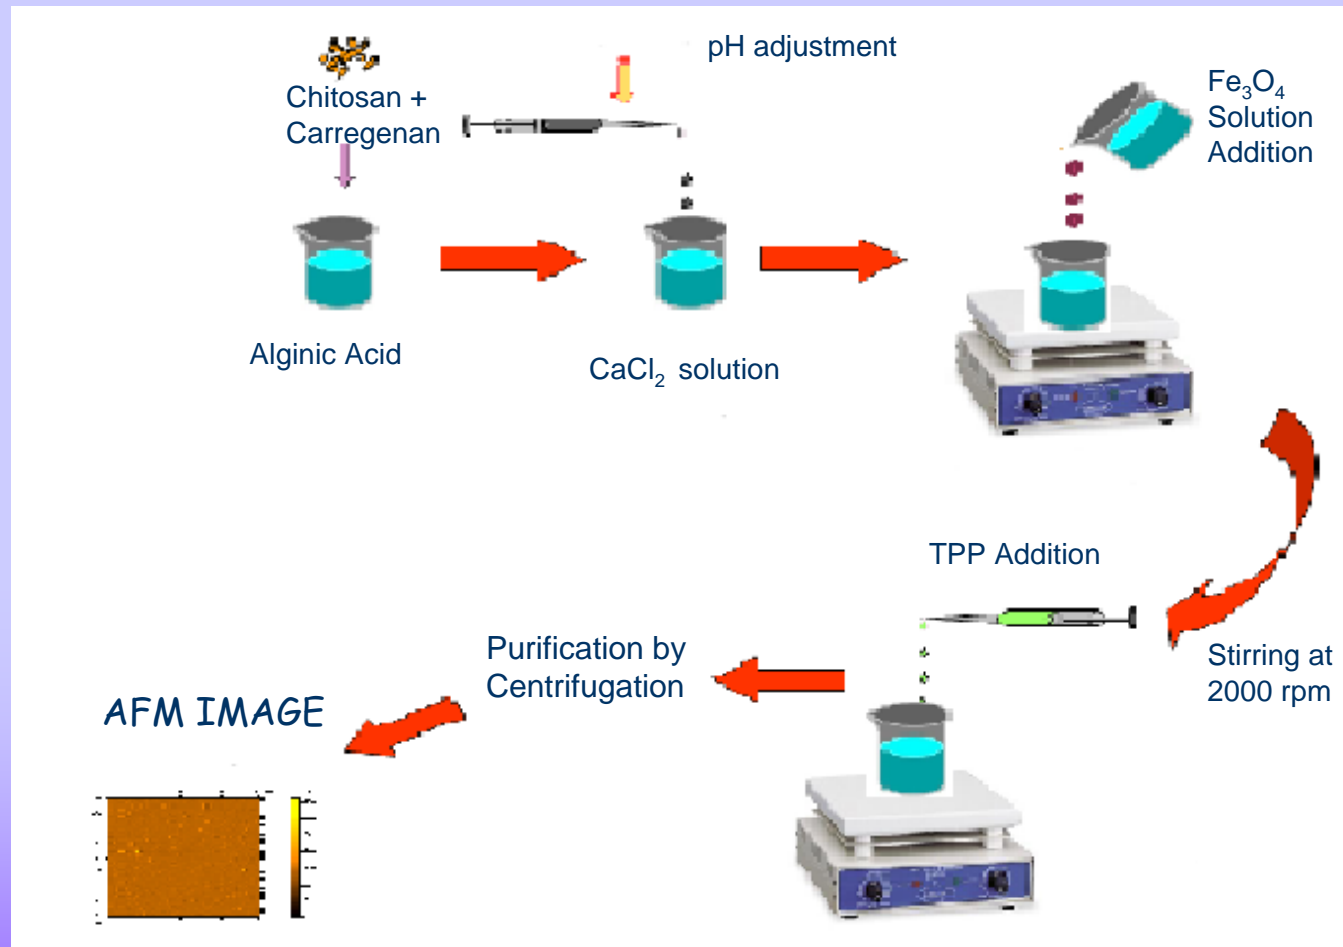 pH adjustment
Chitosan +
Carregenan
Fe₃O₄
Solution
Addition
Alginic Acid
CaCl₂ solution
TPP Addition
Stirring at
2000 rpm
Purification by
Centrifugation
AFM IMAGE